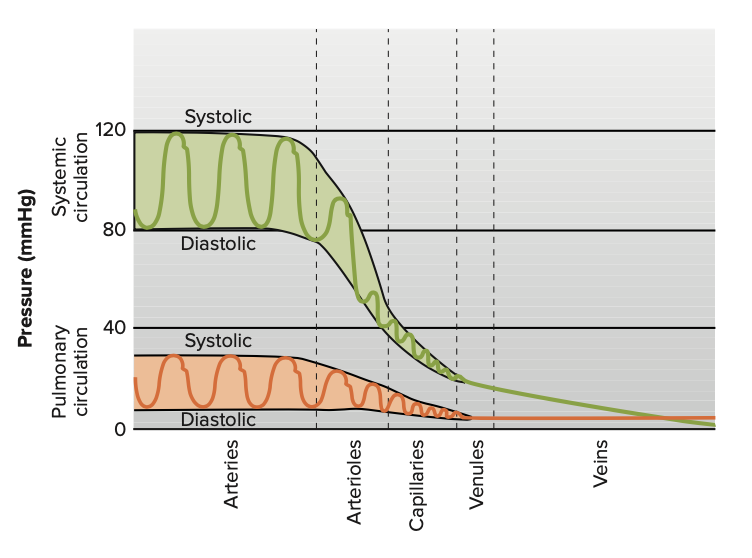 Pressure (mmHg)
Systemic
circulation
Pulmonary
circulation
120
80
40
0
Systolic
Diastolic
Systolic
Diastolic
Arteries
Arterioles
Capillaries
Venules
Veins